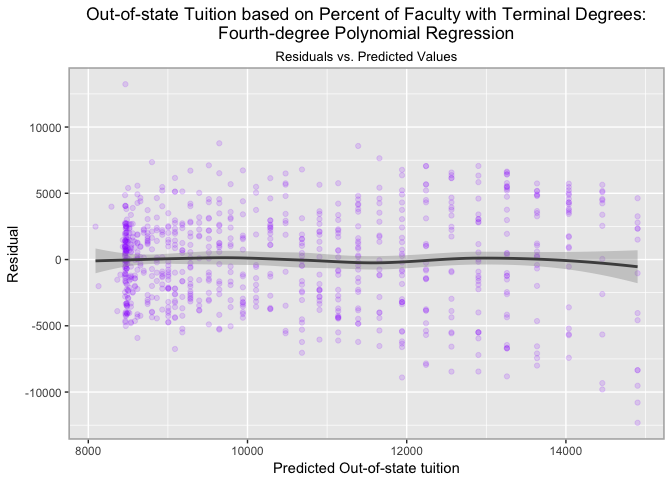 Out-of-state Tuition based on Percent of Faculty with Terminal Degrees:
Fourth-degree Polynomial Regression
Residuals vs. Predicted Values
10000
5000
0
-5000
-10000
Residual
8000 10000 12000 14000
Predicted Out-of-state tuition